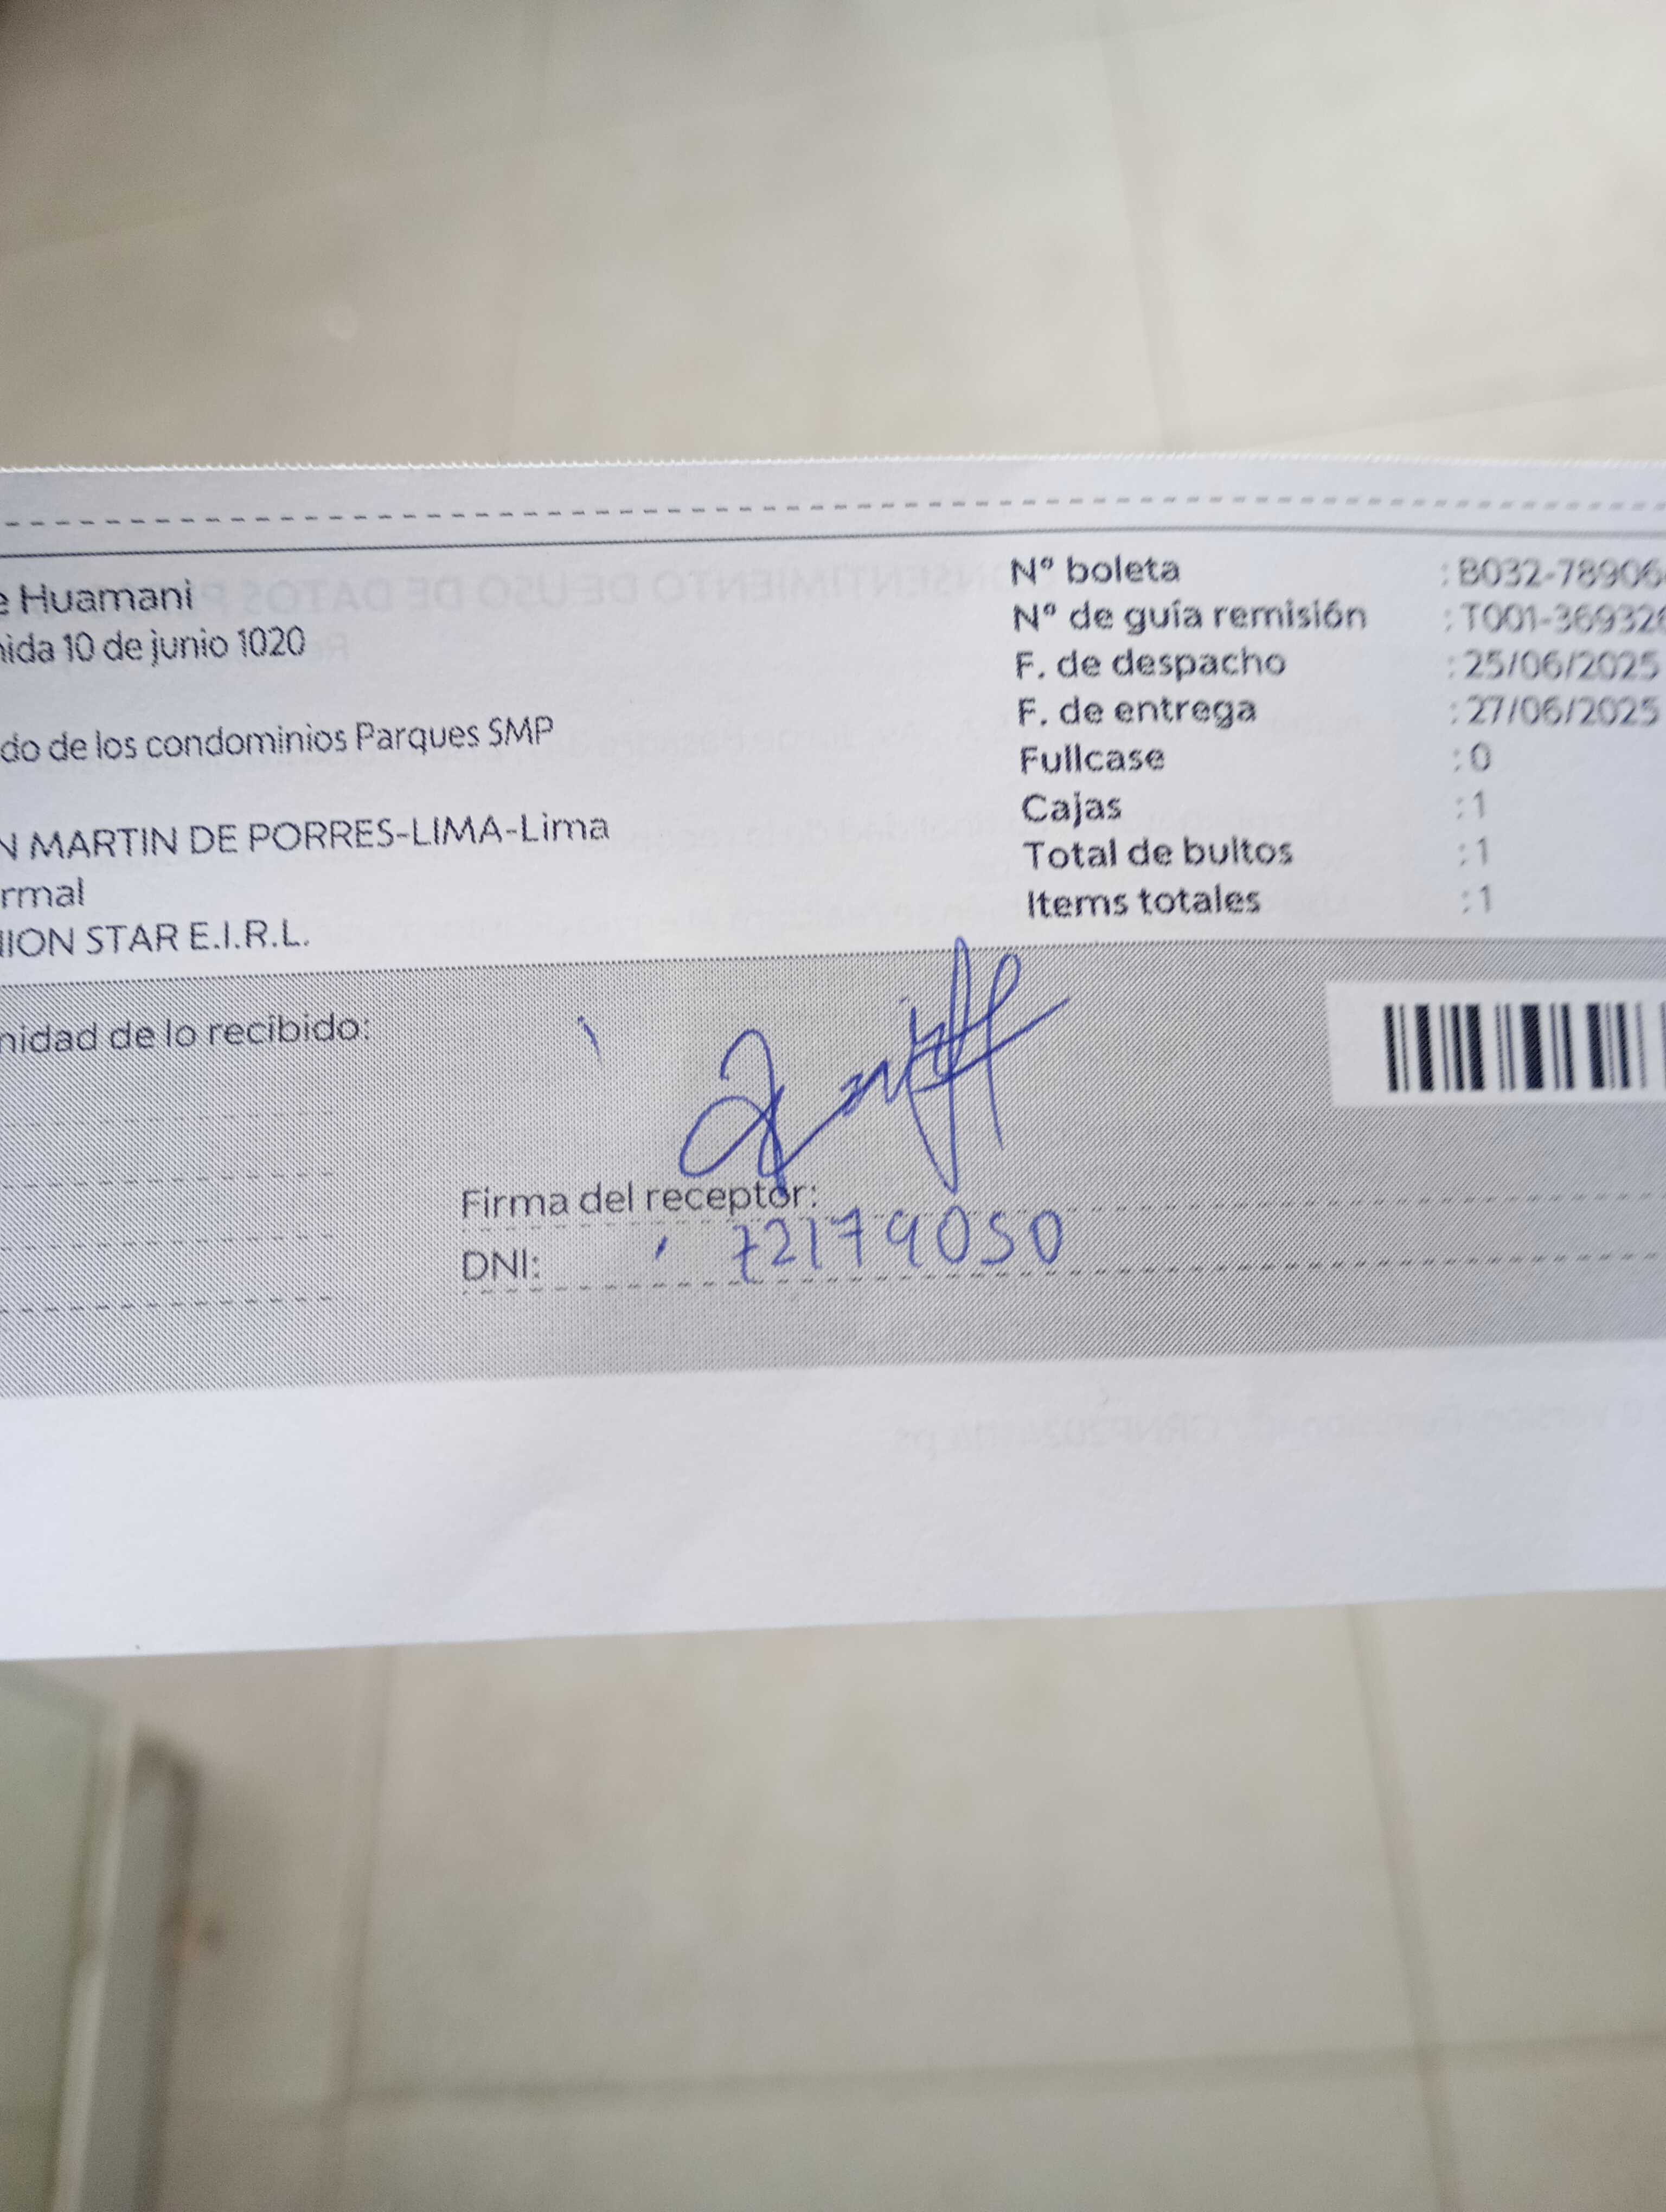 e Huamani
nida 10 de junio 1020
do de los condominios Parques SMP
N MARTIN DE PORRES-LIMA-Lima
rmal
NION STAR E.I.R.L.
Nº boleta : B032-78906
Nº de guía remisión : T001-36932
F. de despacho : 25/06/2025
F. de entrega : 27/06/2025
Fullcase : 0
Cajas : 1
Total de bultos : 1
Items totales : 1
nidad de lo recibido:
Firma del receptor:
DNI: 72179050